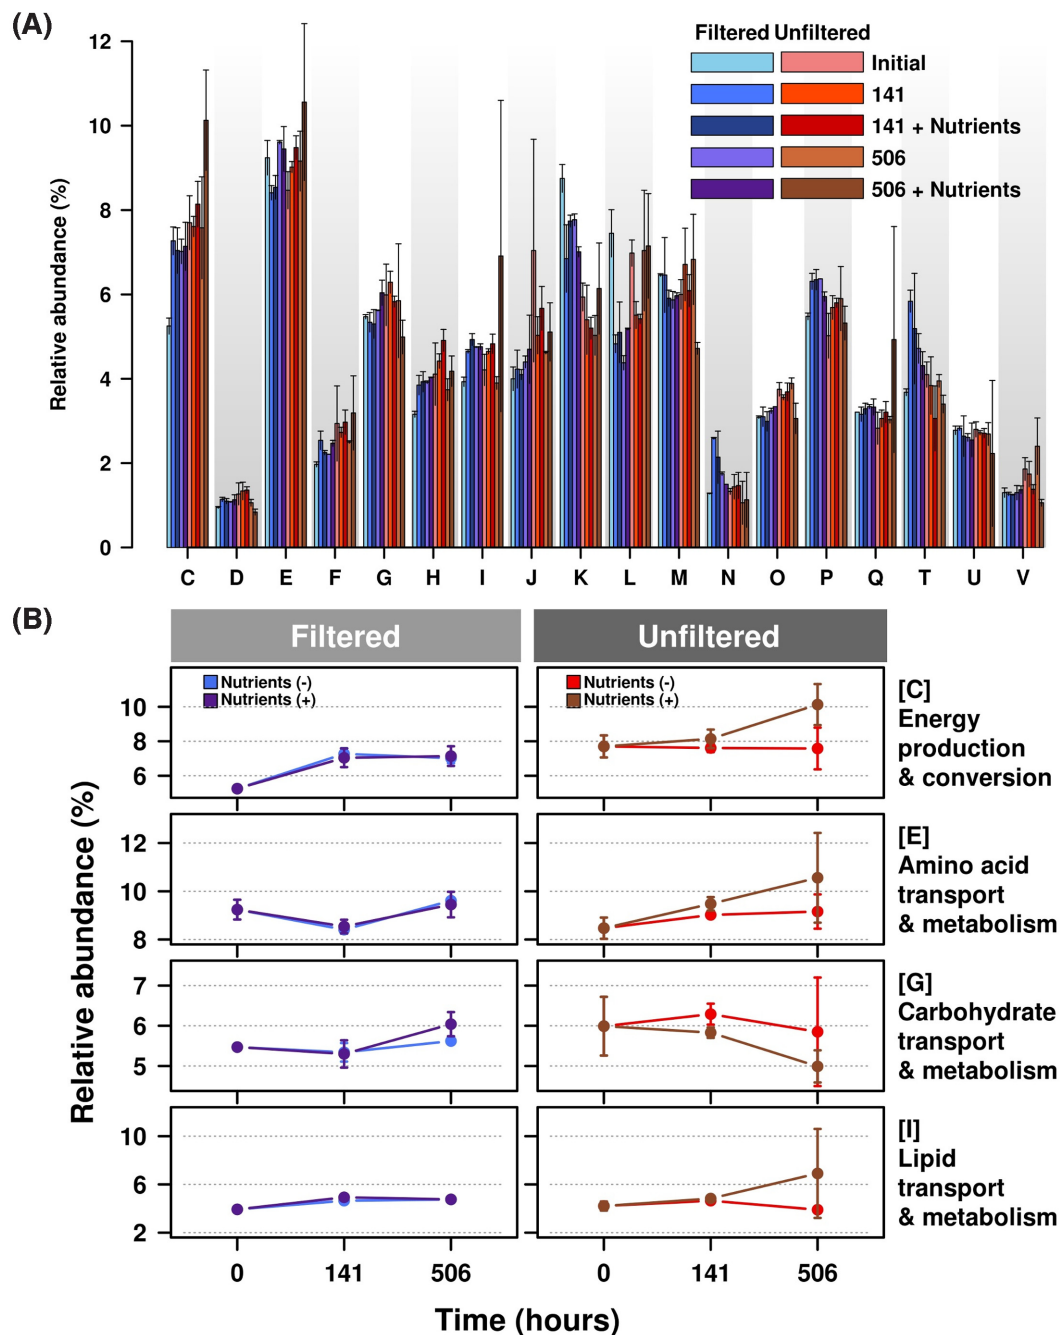 (A)
Filtered Unfiltered
Initial
141
141 + Nutrients
506
506 + Nutrients
Relative abundance (%)
12
10
8
6
4
2
0
C D E F G H I J K L M N O P Q T U V
(B)
Filtered
Unfiltered
Nutrients (-)
Nutrients (+)
Nutrients (-)
Nutrients (+)
[C]
Energy
production
& conversion
10
8
6
[E]
Amino acid
transport
& metabolism
12
10
8
[G]
Carbohydrate
transport
& metabolism
7
6
5
[I]
Lipid
transport
& metabolism
10
6
2
Relative abundance (%)
0 141 506 0 141 506
Time (hours)